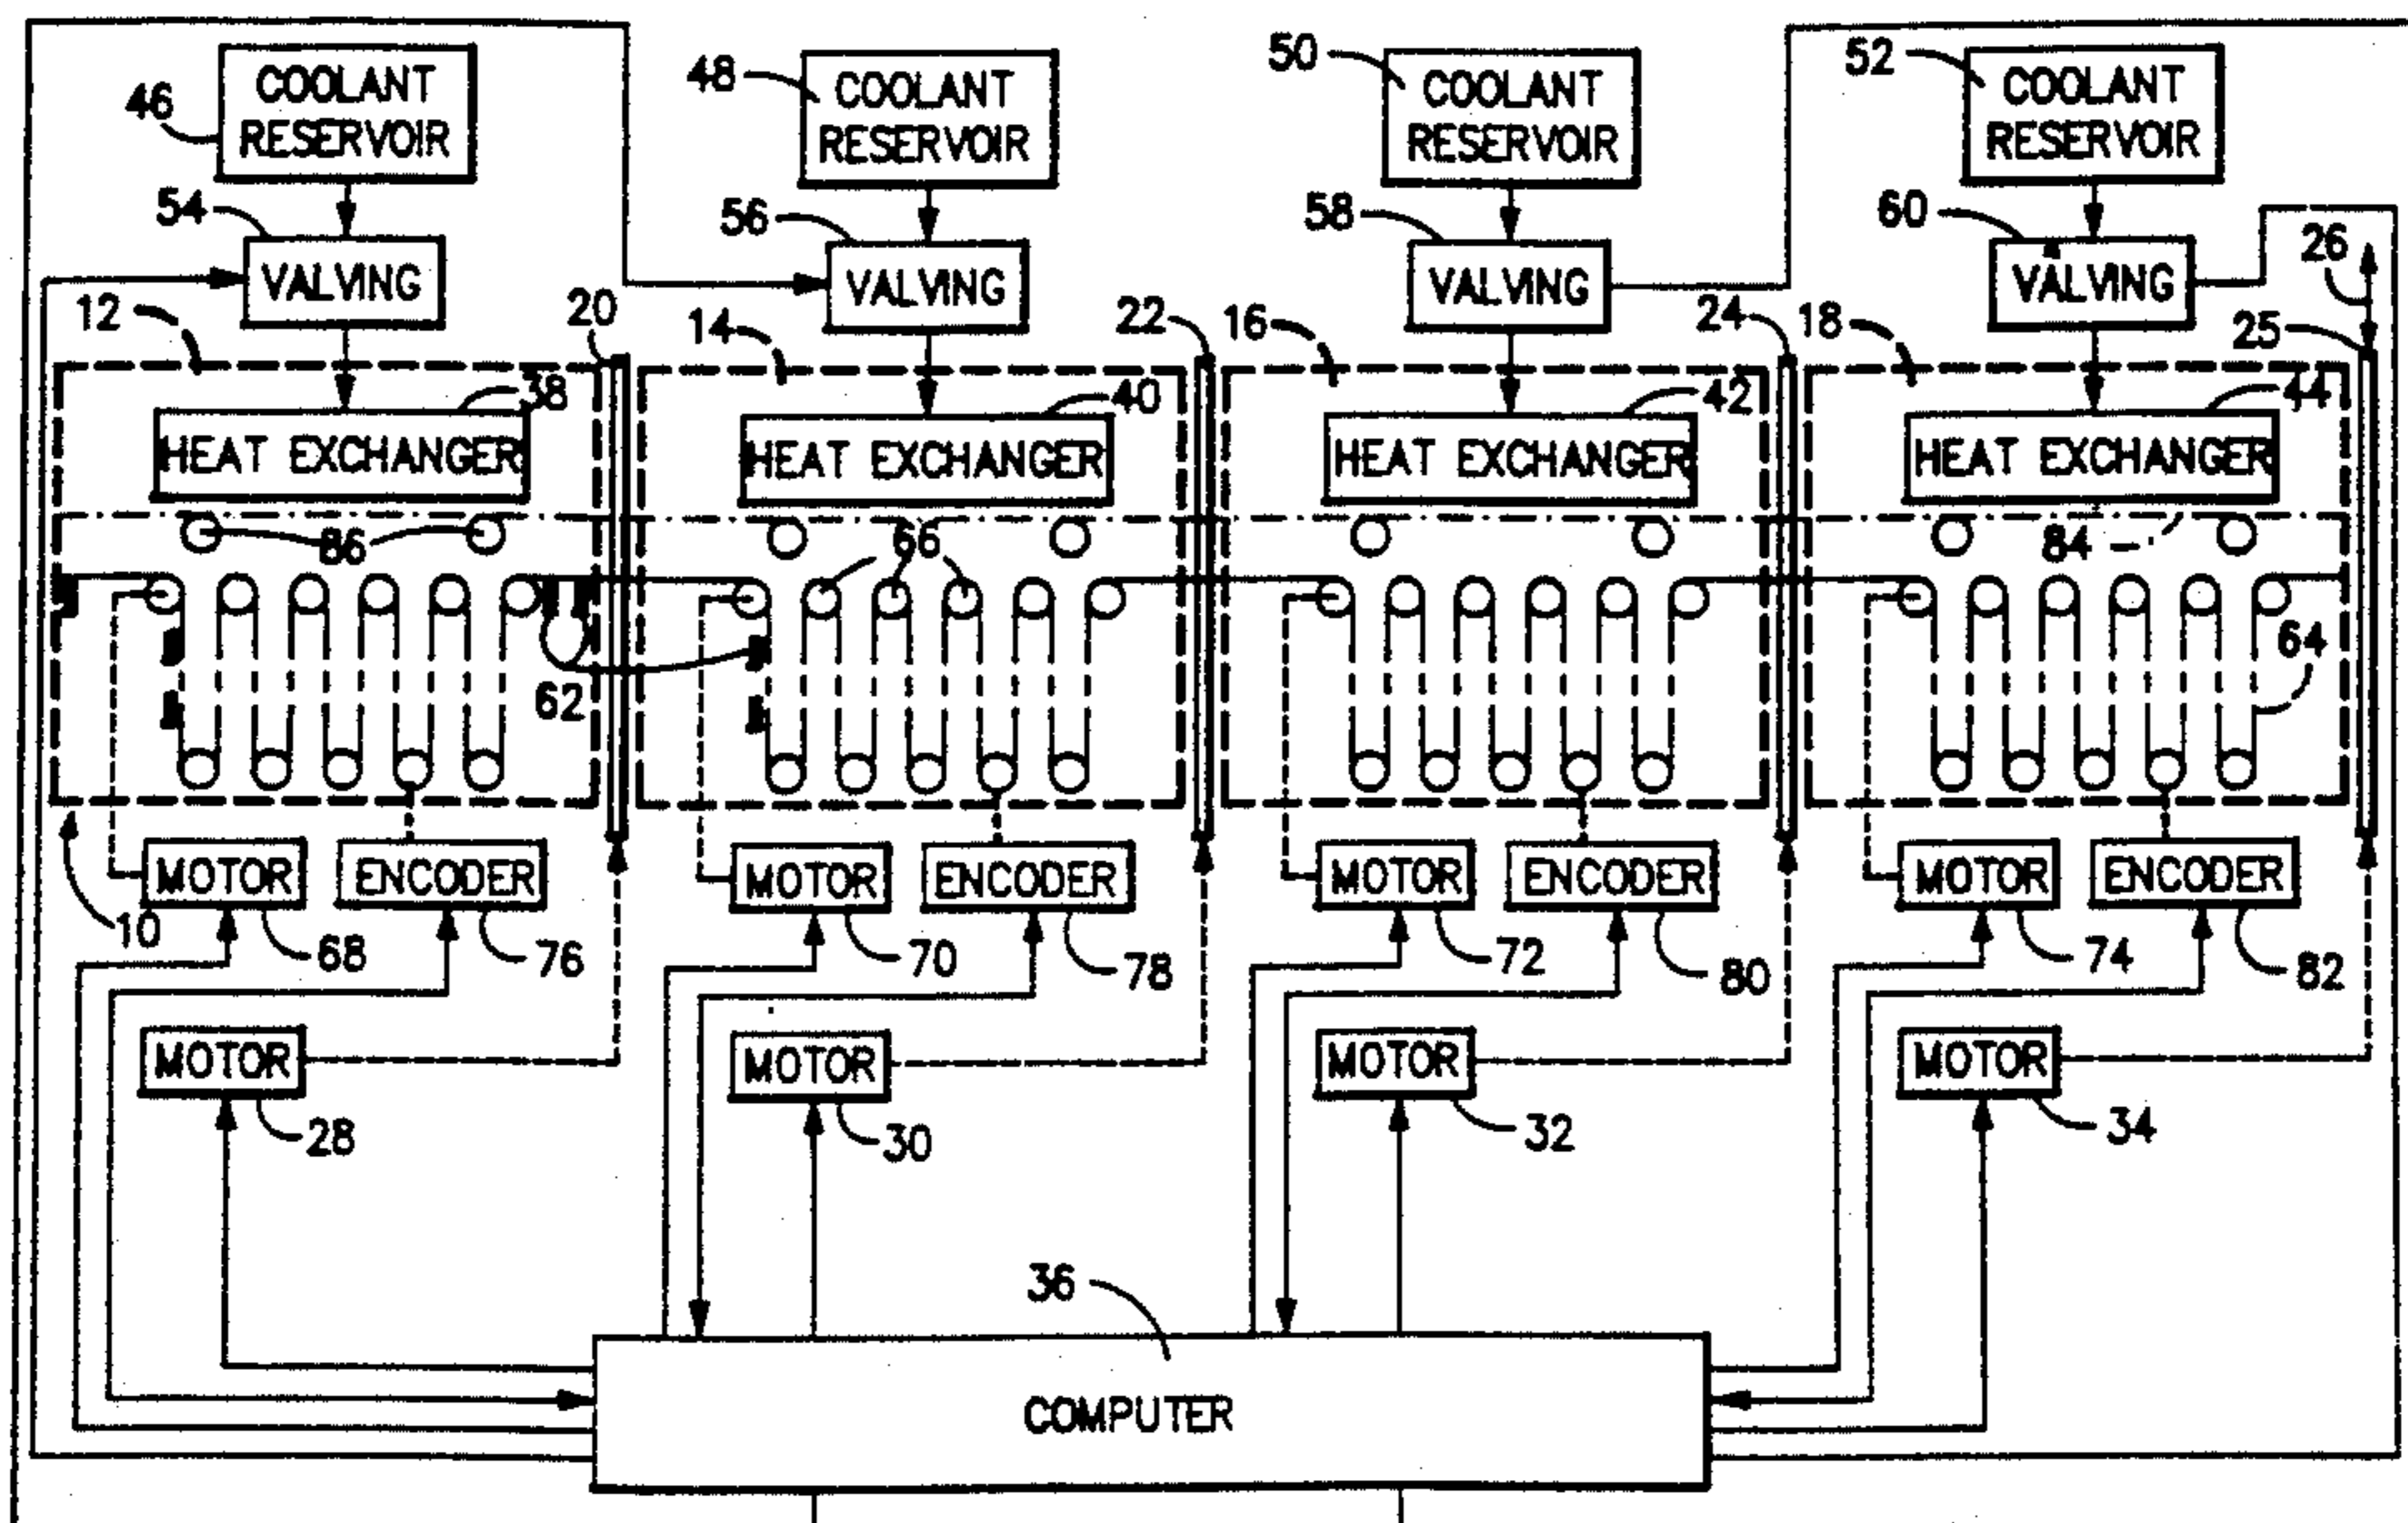 46
COOLANT
RESERVOIR
48
COOLANT
RESERVOIR
50
COOLANT
RESERVOIR
52
COOLANT
RESERVOIR
54
VALVING
56
VALVING
58
VALVING
60
VALVING
26
12
20
14
22
16
24
18
25
38
HEAT EXCHANGER
40
HEAT EXCHANGER
42
HEAT EXCHANGER
44
HEAT EXCHANGER
86
66
84
62
64
10
MOTOR
68
ENCODER
76
MOTOR
70
ENCODER
78
MOTOR
72
ENCODER
80
MOTOR
74
ENCODER
82
MOTOR
28
MOTOR
30
MOTOR
32
MOTOR
34
36
COMPUTER